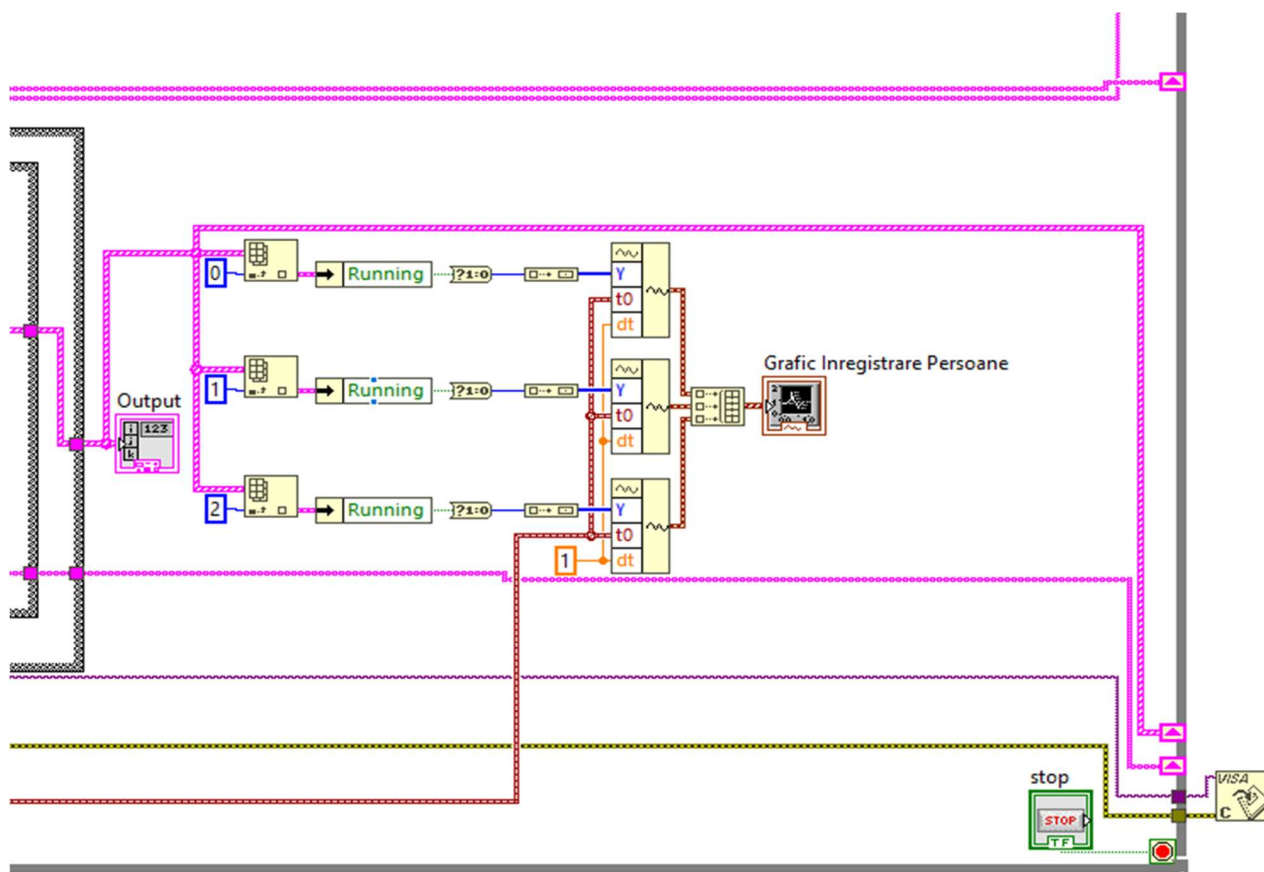 0
Running
?1:0
Y
t0
dt
Grafic Inregistrare Persoane
1
Running
?1:0
Y
t0
dt
Output
123
i
j
k
2
Running
?1:0
Y
t0
1
dt
stop
STOP
TF
VISA
C